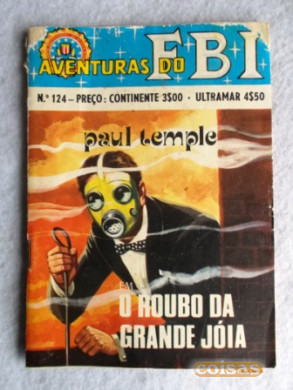 AVENTURAS DO FBI
N.º 124 – PREÇO: CONTINENTE 3$00 · ULTRAMAR 4$50
paul temple
EM
O ROUBO DA
GRANDE JÓIA
coisas